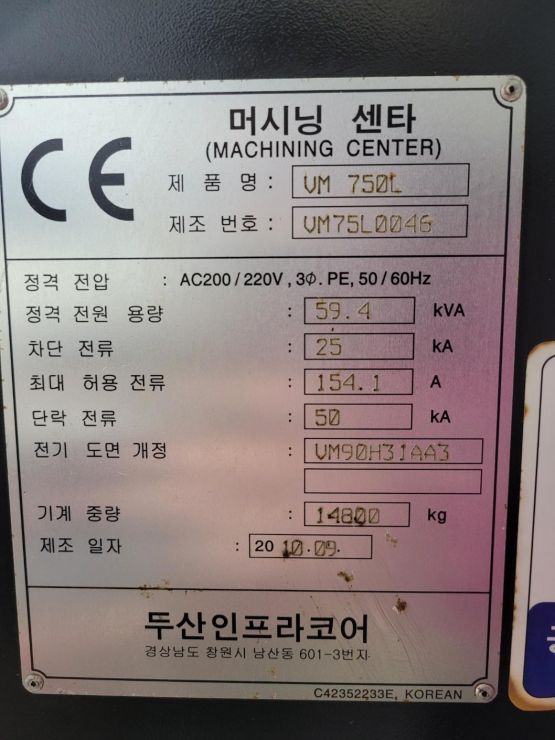 CE
머시닝 센타
(MACHINING CENTER)
제 품 명 : VM 750L
제조 번호 : VM75L0046
정격 전압 : AC200 / 220V , 3Φ. PE, 50 / 60Hz
정격 전원 용량 : 59.4 kVA
차단 전류 : 25 kA
최대 허용 전류 : 154.1 A
단락 전류 : 50 kA
전기 도면 개정 : VM90H31AA3
기계 중량 : 14800 kg
제조 일자 : 20 10.09.
두산인프라코어
경상남도 창원시 남산동 601-3번지
C42352233E, KOREAN